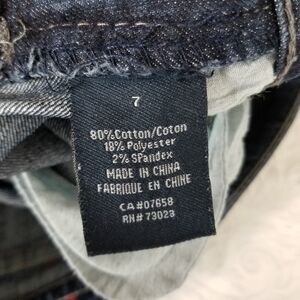 7
80%Cotton/Coton
18% Polyester
2% SPandex
MADE IN CHINA
FABRIQUE EN CHINE
CA#07658
RN# 73023